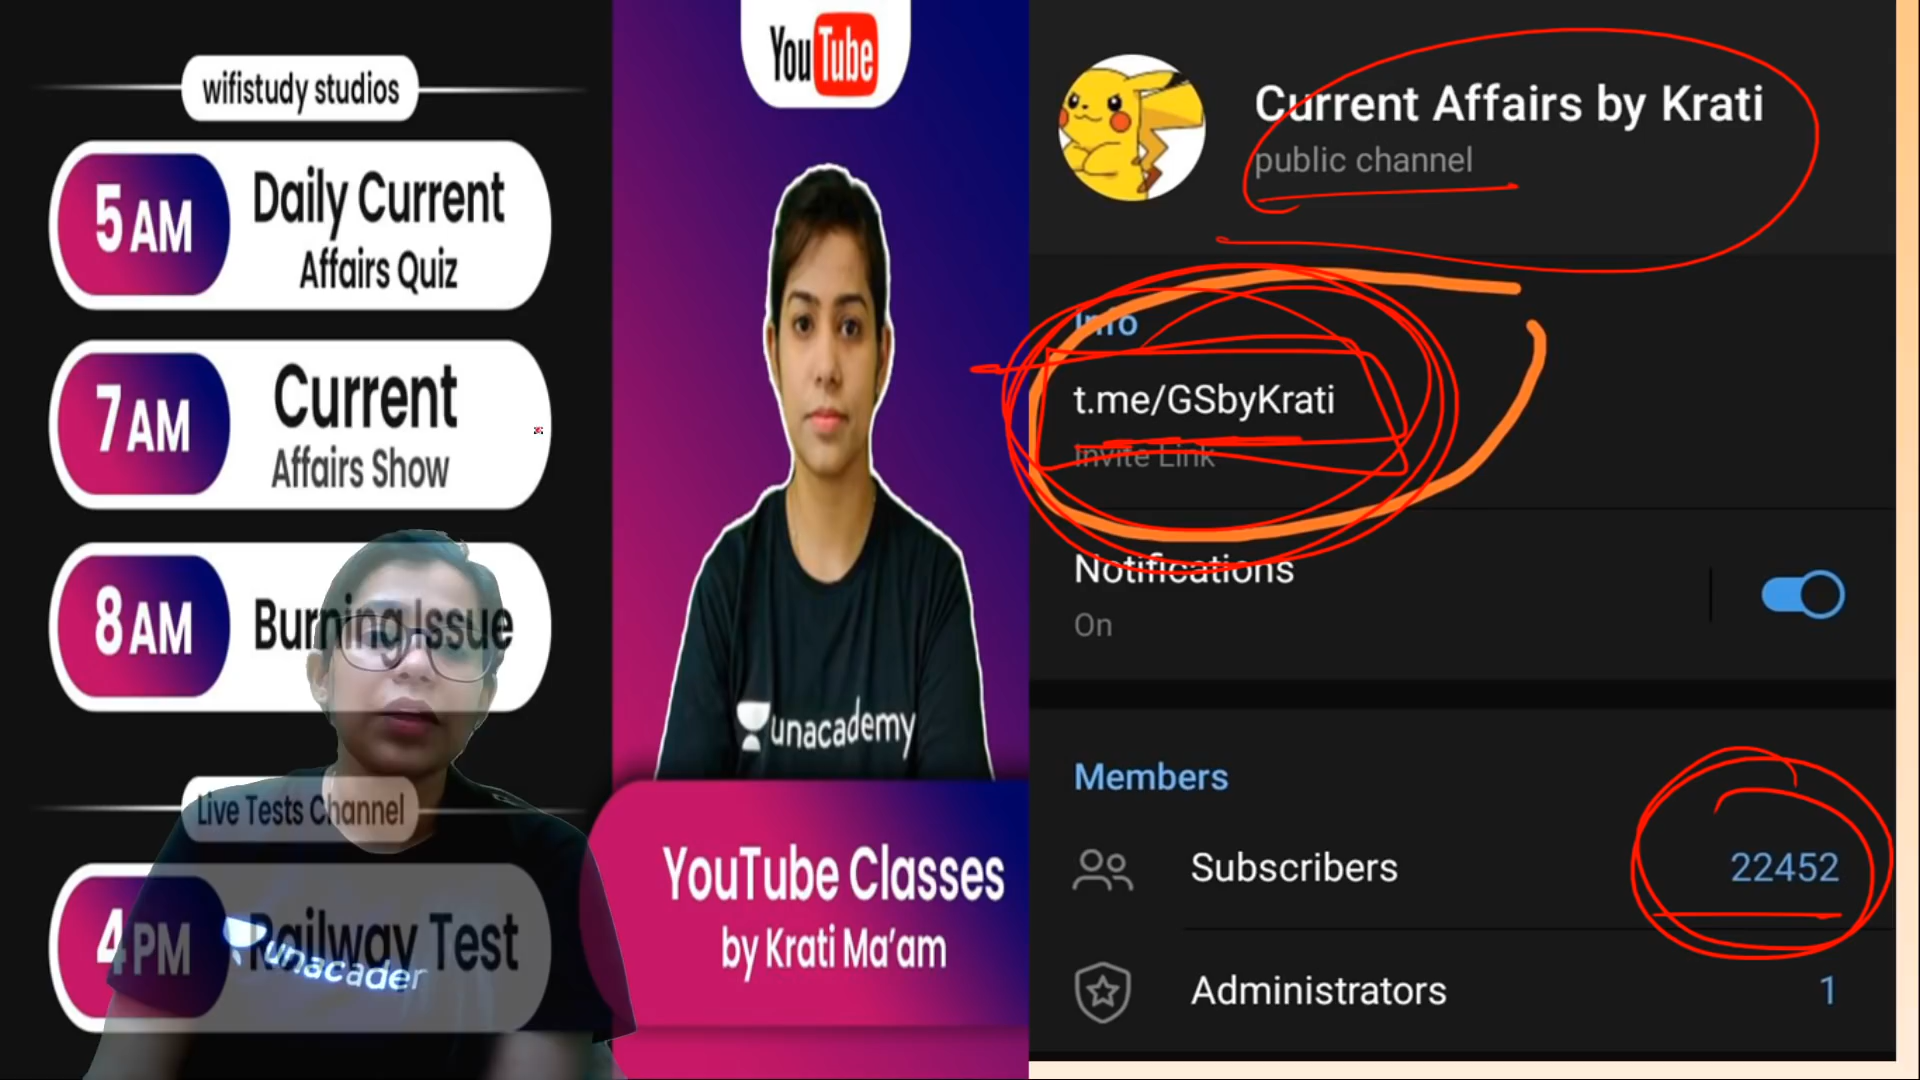 wifistudy studios
5 AM
Daily Current
Affairs Quiz
7 AM
Current
Affairs Show
8 AM
Burning Issue
Live Tests Channel
4 PM
Railway Test
unacader
YouTube
unacademy
YouTube Classes
by Krati Ma'am
Current Affairs by Krati
public channel
Info
t.me/GSbyKrati
Invite Link
Notifications
On
Members
Subscribers
22452
Administrators
1